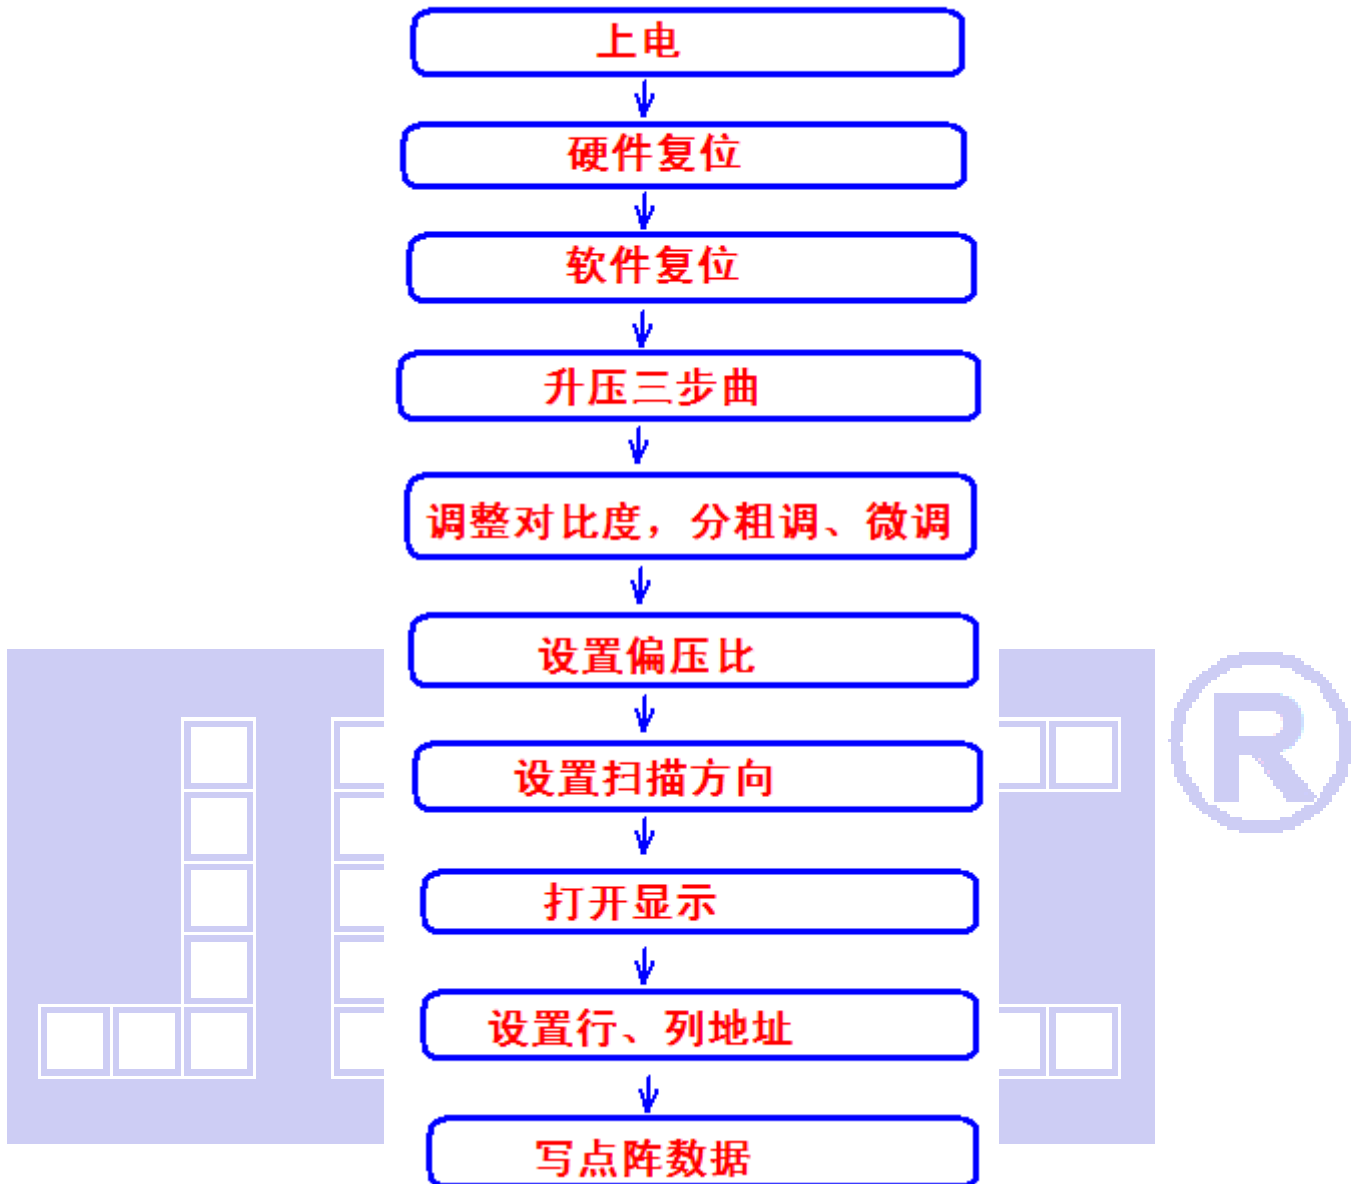 上电
硬件复位
软件复位
升压三步曲
调整对比度，分粗调、微调
设置偏压比
设置扫描方向
打开显示
设置行、列地址
写点阵数据
®